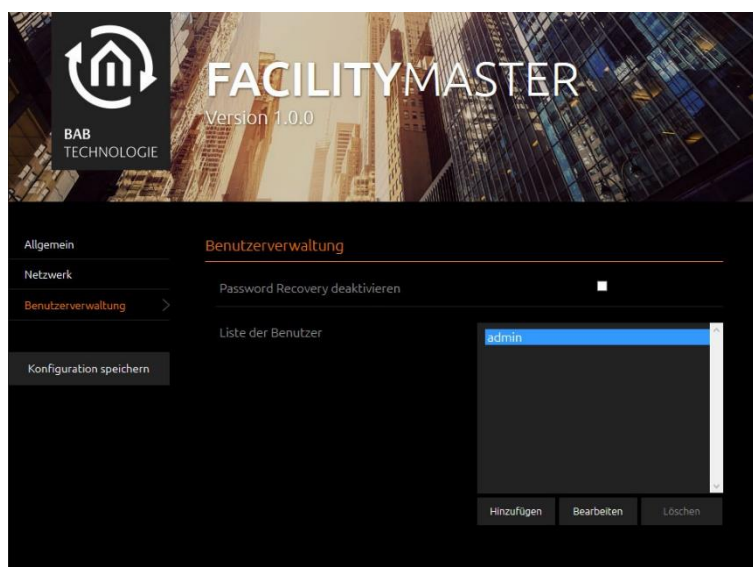 BAB
TECHNOLOGIE
FACILITYMASTER
Version 1.0.0
Allgemein
Netzwerk
Benutzerverwaltung
Konfiguration speichern
Benutzerverwaltung
Password Recovery deaktivieren
Liste der Benutzer
admin
Hinzufügen
Bearbeiten
Löschen